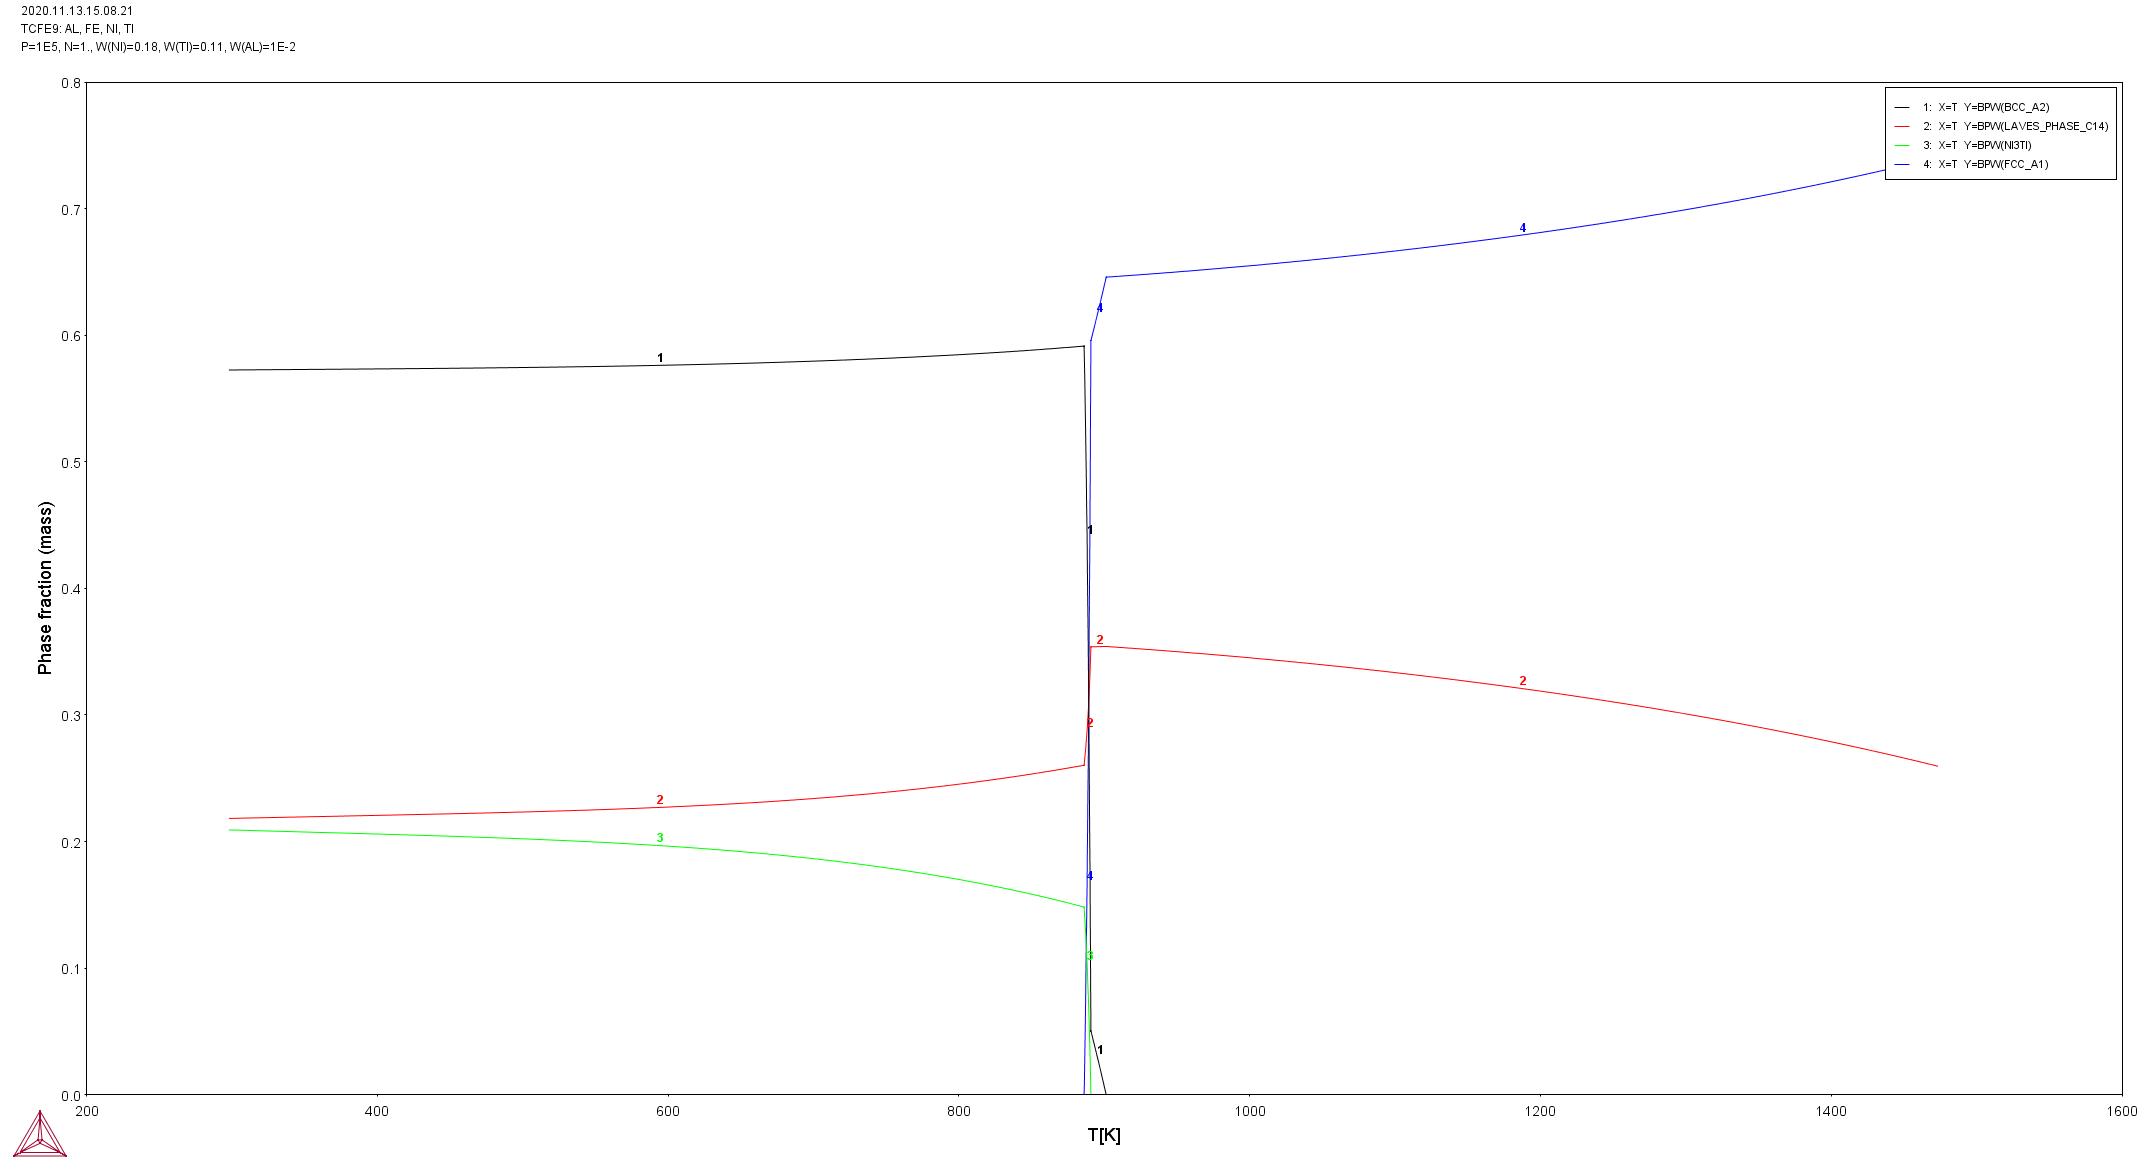 2020.11.13.15.08.21
TCFE9: AL, FE, NI, TI
P=1E5, N=1., W(NI)=0.18, W(TI)=0.11, W(AL)=1E-2
1: X=T Y=BPW(BCC_A2)
2: X=T Y=BPW(LAVES_PHASE_C14)
3: X=T Y=BPW(NI3TI)
4: X=T Y=BPW(FCC_A1)
Phase fraction (mass)
0.8
0.7
0.6
0.5
0.4
0.3
0.2
0.1
0.0
4
4
1
1
2
2
2
2
3
4
3
1
200 400 600 800 1000 1200 1400 1600
T[K]